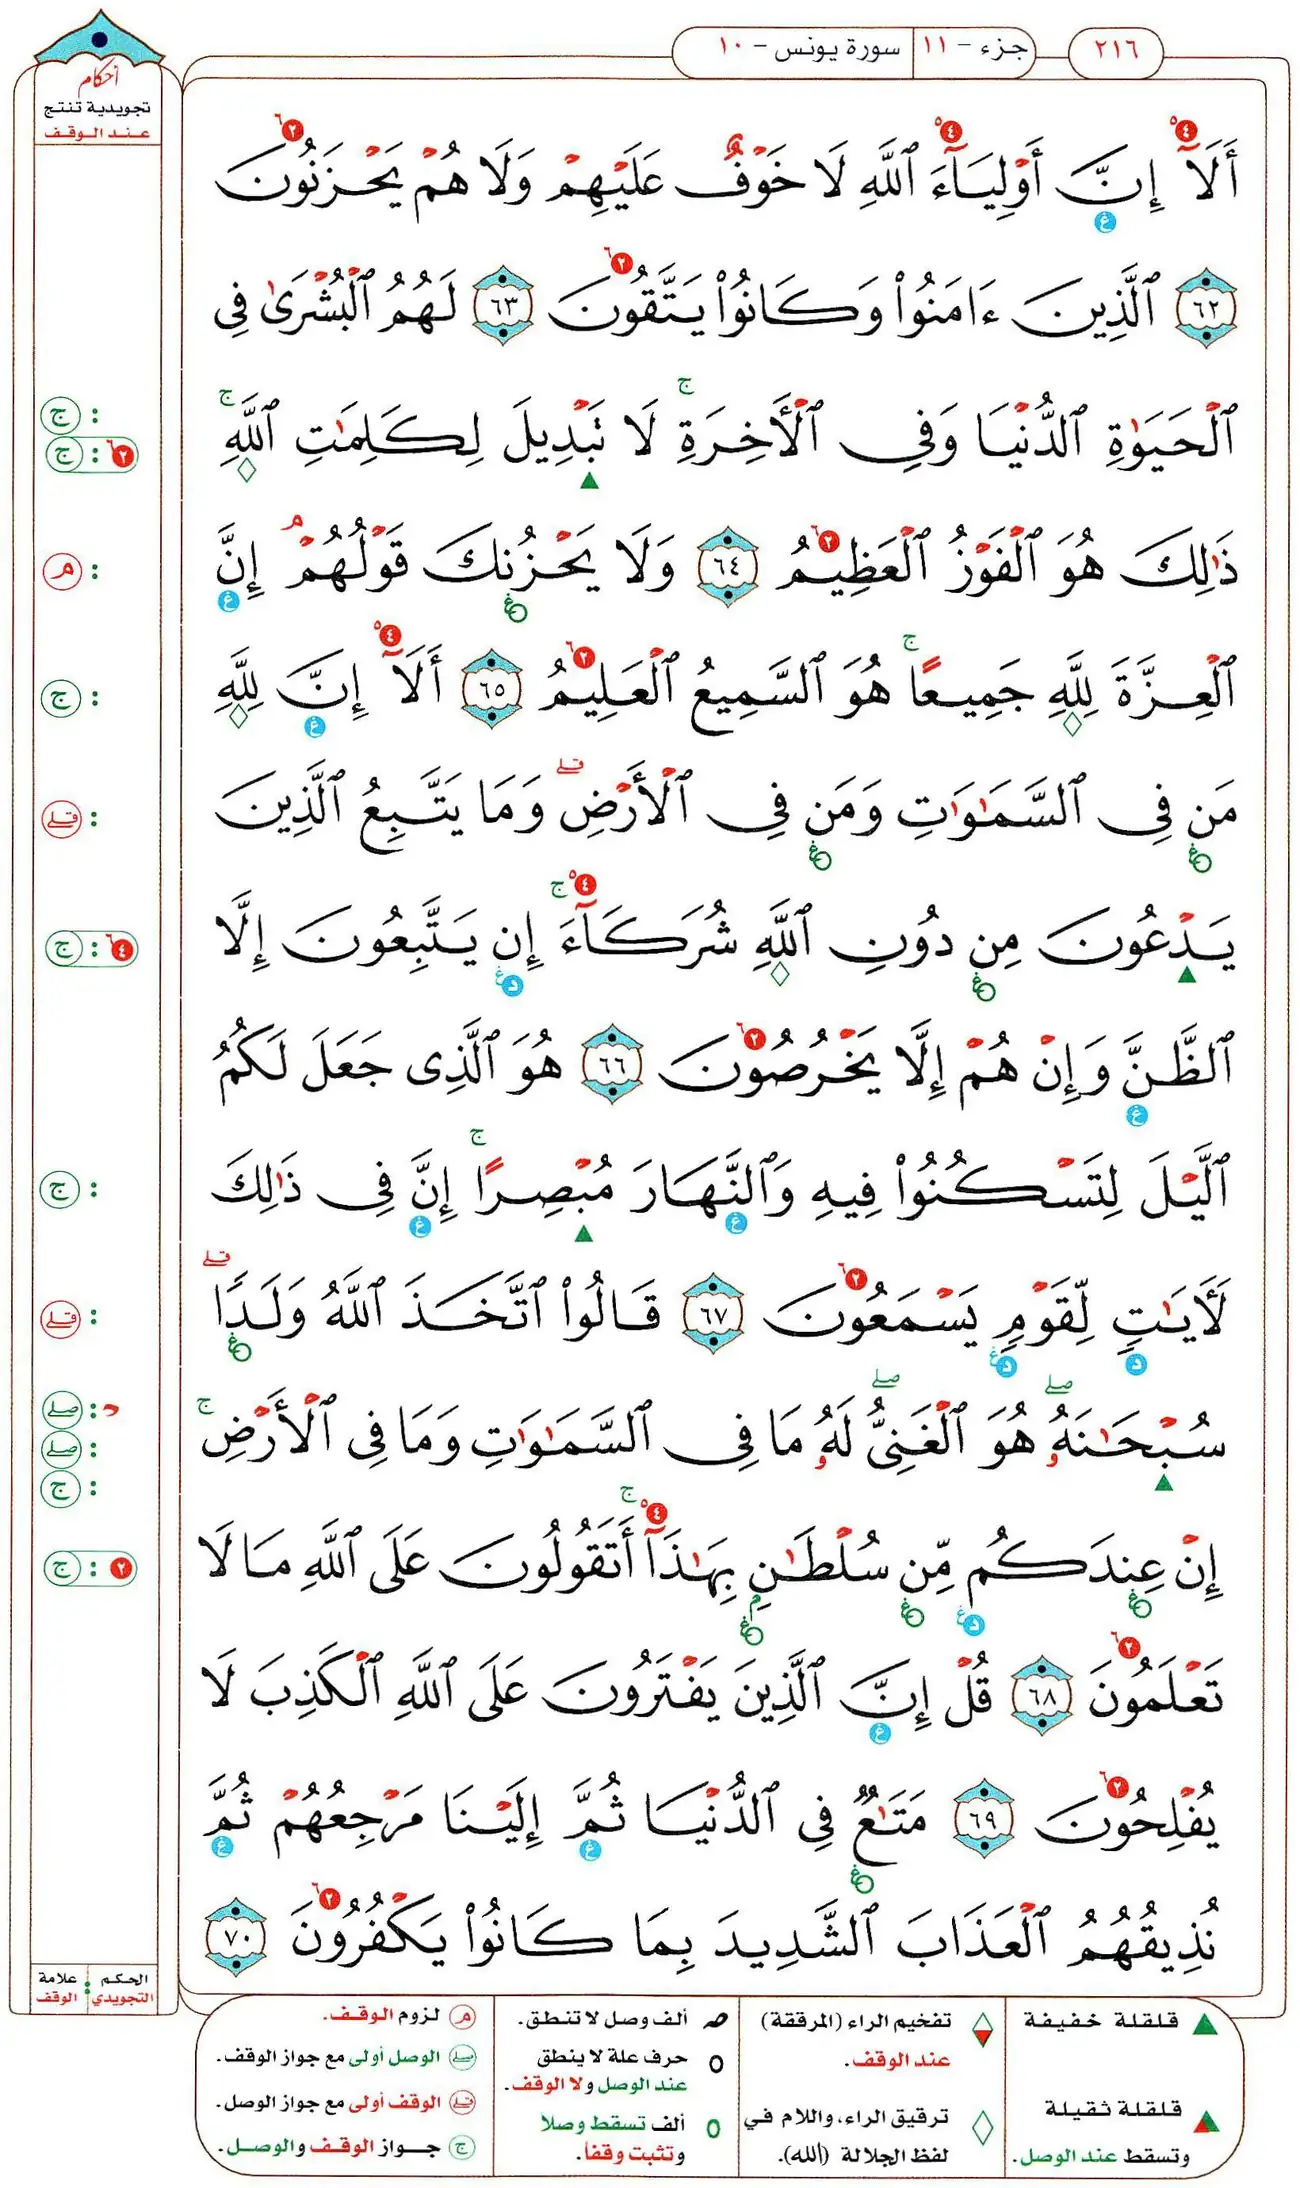 ٢١٦
جزء - ١١ سورة يونس - ١٠
أحكام
تجويدية تنتج
عند الوقف
أَلَآ إِنَّ أَوْلِيَآءَ ٱللَّهِ لَا خَوْفٌ عَلَيْهِمْ وَلَا هُمْ يَحْزَنُونَ
٦٢ ٱلَّذِينَ ءَامَنُوا۟ وَكَانُوا۟ يَتَّقُونَ ٦٣ لَهُمُ ٱلْبُشْرَىٰ فِى
ٱلْحَيَوٰةِ ٱلدُّنْيَا وَفِى ٱلْأَخِرَةِ ۚ لَا تَبْدِيلَ لِكَلِمَٰتِ ٱللَّهِ ۚ
ذَٰلِكَ هُوَ ٱلْفَوْزُ ٱلْعَظِيمُ ٦٤ وَلَا يَحْزُنكَ قَوْلُهُمْ ۘ إِنَّ
ٱلْعِزَّةَ لِلَّهِ جَمِيعًا ۚ هُوَ ٱلسَّمِيعُ ٱلْعَلِيمُ ٦٥ أَلَآ إِنَّ لِلَّهِ
مَن فِى ٱلسَّمَٰوَٰتِ وَمَن فِى ٱلْأَرْضِ ۗ وَمَا يَتَّبِعُ ٱلَّذِينَ
يَدْعُونَ مِن دُونِ ٱللَّهِ شُرَكَآءَ ۚ إِن يَتَّبِعُونَ إِلَّا
ٱلظَّنَّ وَإِنْ هُمْ إِلَّا يَخْرُصُونَ ٦٦ هُوَ ٱلَّذِى جَعَلَ لَكُمُ
ٱلَّيْلَ لِتَسْكُنُوا۟ فِيهِ وَٱلنَّهَارَ مُبْصِرًا ۚ إِنَّ فِى ذَٰلِكَ
لَأَيَٰتٍ لِّقَوْمٍ يَسْمَعُونَ ٦٧ قَالُوا۟ ٱتَّخَذَ ٱللَّهُ وَلَدًا ۗ
سُبْحَٰنَهُۥ ۖ هُوَ ٱلْغَنِىُّ ۖ لَهُۥ مَا فِى ٱلسَّمَٰوَٰتِ وَمَا فِى ٱلْأَرْضِ ۚ
إِنْ عِندَكُم مِّن سُلْطَٰنٍ بِهَٰذَآ ۚ أَتَقُولُونَ عَلَى ٱللَّهِ مَا لَا
تَعْلَمُونَ ٦٨ قُلْ إِنَّ ٱلَّذِينَ يَفْتَرُونَ عَلَى ٱللَّهِ ٱلْكَذِبَ لَا
يُفْلِحُونَ ٦٩ مَتَٰعٌ فِى ٱلدُّنْيَا ثُمَّ إِلَيْنَا مَرْجِعُهُمْ ثُمَّ
نُذِيقُهُمُ ٱلْعَذَابَ ٱلشَّدِيدَ بِمَا كَانُوا۟ يَكْفُرُونَ ٧٠
الحكم : علامة
التجويدي : الوقف
قلقلة خفيفة
قلقلة ثقيلة
وتسقط عند الوصل.
تفخيم الراء (المرققة)
عند الوقف.
ترقيق الراء، واللام في
لفظ الجلالة (الله).
ألف وصل لا تنطق.
حرف علة لا ينطق
عند الوصل ولا الوقف.
ألف تسقط وصلاً
وتثبت وقفاً.
م لزوم الوقف.
صلى الوصل أولى مع جواز الوقف.
قلى الوقف أولى مع جواز الوصل.
ج جواز الوقف والوصل.